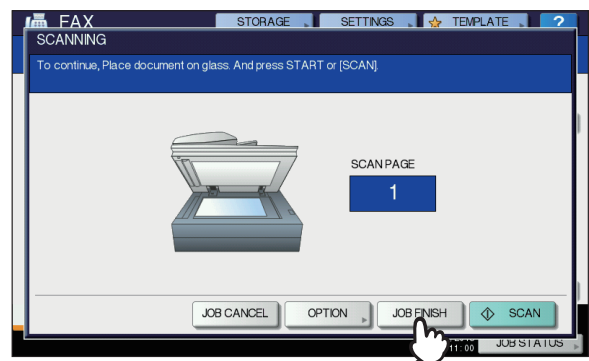 FAX STORAGE SETTINGS TEMPLATE ?
SCANNING
To continue, Place document on glass. And press START or [SCAN].
SCAN PAGE
1
JOB CANCEL OPTION JOB FINISH SCAN
11:00 JOB STATUS